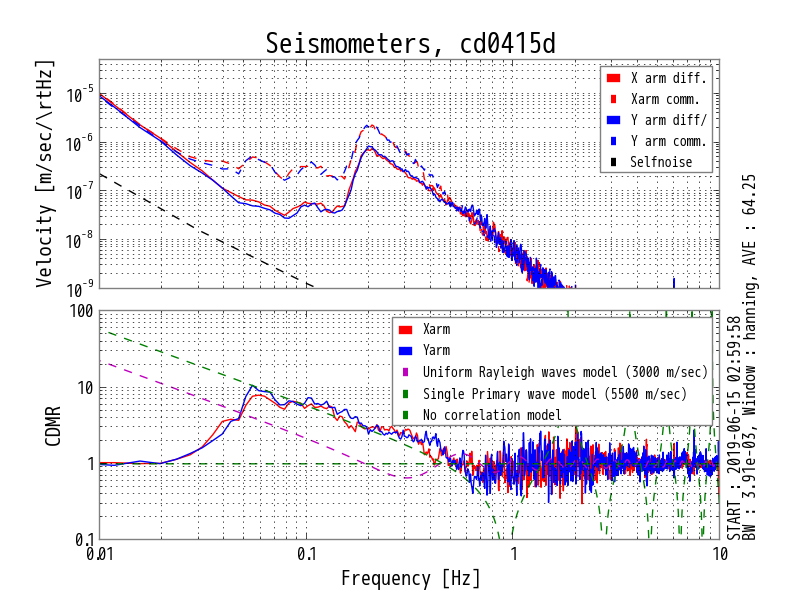 Seismometers, cd0415d
Velocity [m/sec/\rtHz]
10^-5
10^-6
10^-7
10^-8
10^-9
X arm diff.
Xarm comm.
Y arm diff/
Y arm comm.
Selfnoise
CDMR
100
10
1
0.1
Xarm
Yarm
Uniform Rayleigh waves model (3000 m/sec)
Single Primary wave model (5500 m/sec)
No correlation model
0.01
0.1
1
10
Frequency [Hz]
START : 2019-06-15 02:59:58
BW : 3.91e-03, Window : hanning, AVE : 64.25